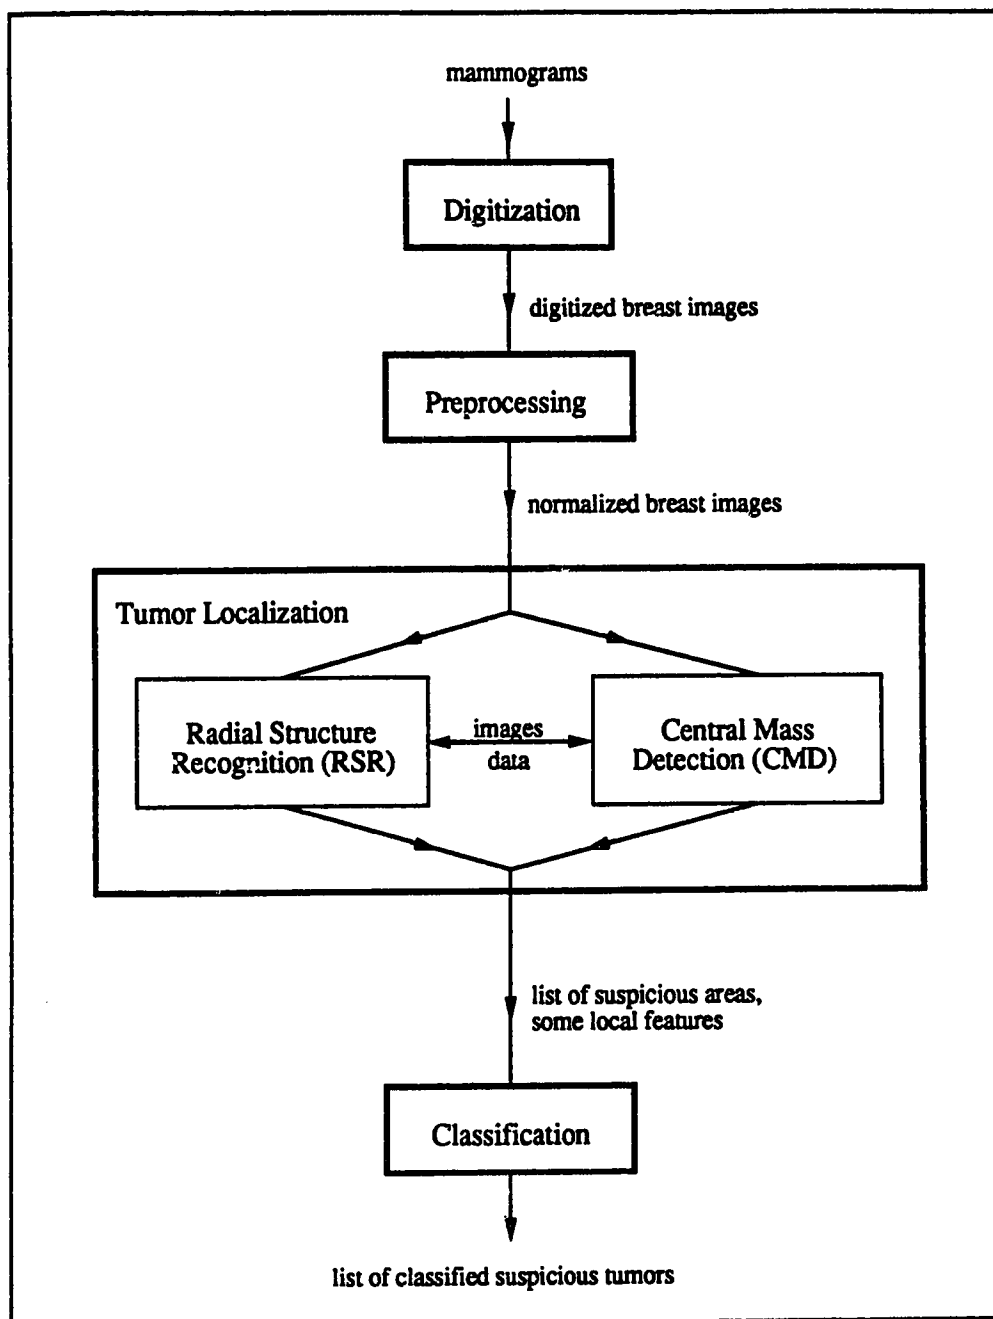 mammograms
Digitization
digitized breast images
Preprocessing
normalized breast images
Tumor Localization
Radial Structure
Recognition (RSR)
images
data
Central Mass
Detection (CMD)
list of suspicious areas,
some local features
Classification
list of classified suspicious tumors